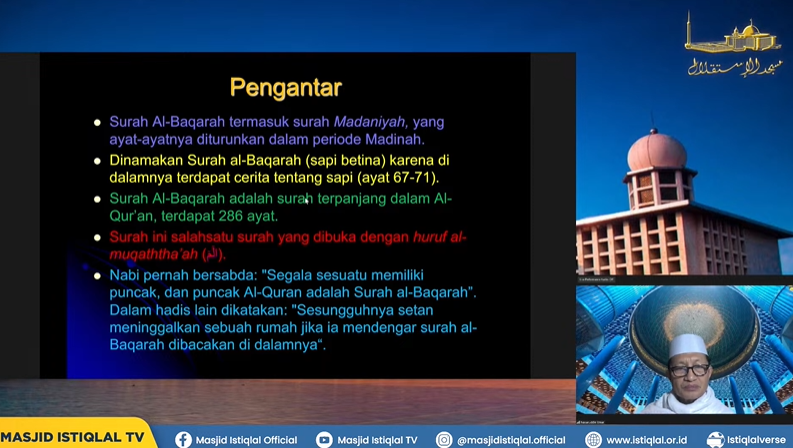 مسجد الإستقلال
Pengantar
Surah Al-Baqarah termasuk surah Madaniyah, yang
ayat-ayatnya diturunkan dalam periode Madinah.
Dinamakan Surah al-Baqarah (sapi betina) karena di
dalamnya terdapat cerita tentang sapi (ayat 67-71).
Surah Al-Baqarah adalah surah terpanjang dalam Al-
Qur'an, terdapat 286 ayat.
Surah ini salahsatu surah yang dibuka dengan huruf al-
muqaththa'ah (الم).
Nabi pernah bersabda: "Segala sesuatu memiliki
puncak, dan puncak Al-Quran adalah Surah al-Baqarah".
Dalam hadis lain dikatakan: "Sesungguhnya setan
meninggalkan sebuah rumah jika ia mendengar surah al-
Baqarah dibacakan di dalamnya“.
MASJID ISTIQLAL TV
Masjid Istiqlal Official
Masjid Istiqlal TV
@masjidistiqlal.official
www.istiqlal.or.id
Istiqlalverse